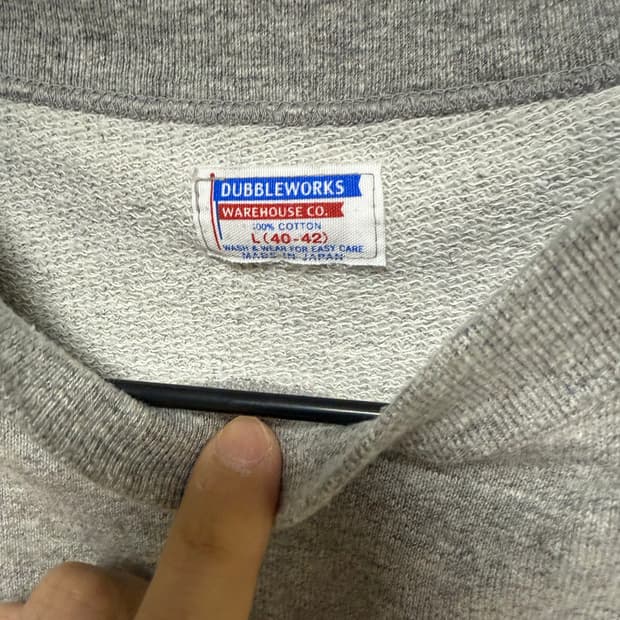 DUBBLEWORKS
WAREHOUSE CO.
100% COTTON
L (40-42)
WASH & WEAR FOR EASY CARE
MADE IN JAPAN